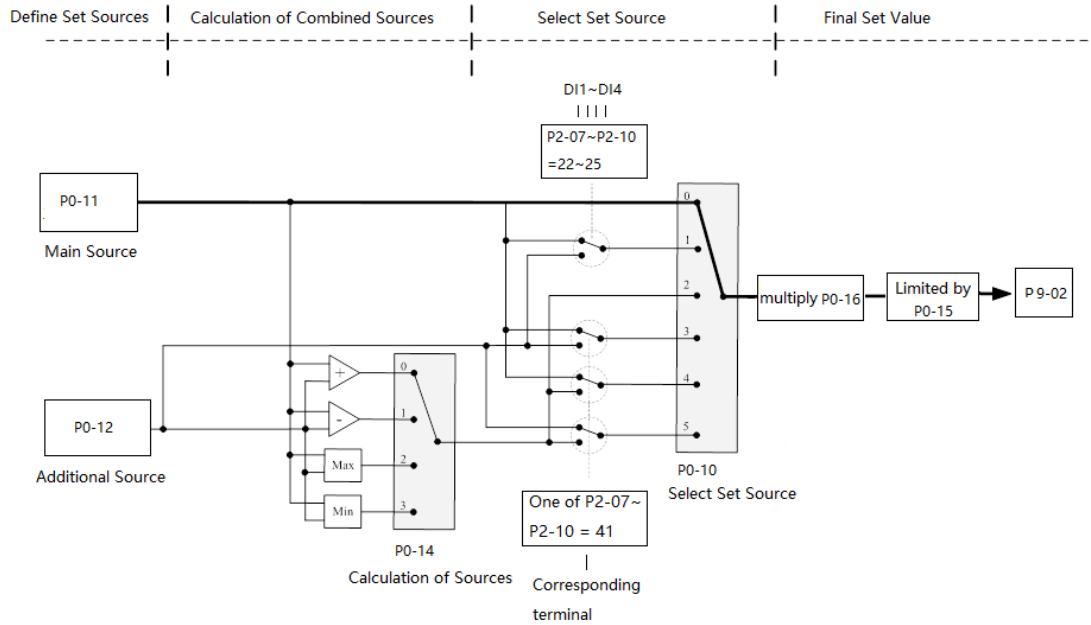 Define Set Sources
Calculation of Combined Sources
Select Set Source
Final Set Value
DI1~DI4
P2-07~P2-10
=22~25
P0-11
Main Source
0
1
2
3
4
5
multiply P0-16
Limited by
P0-15
P 9-02
P0-12
Additional Source
+
-
Max
Min
0
1
2
3
P0-14
Calculation of Sources
P0-10
Select Set Source
One of P2-07~
P2-10 = 41
Corresponding
terminal